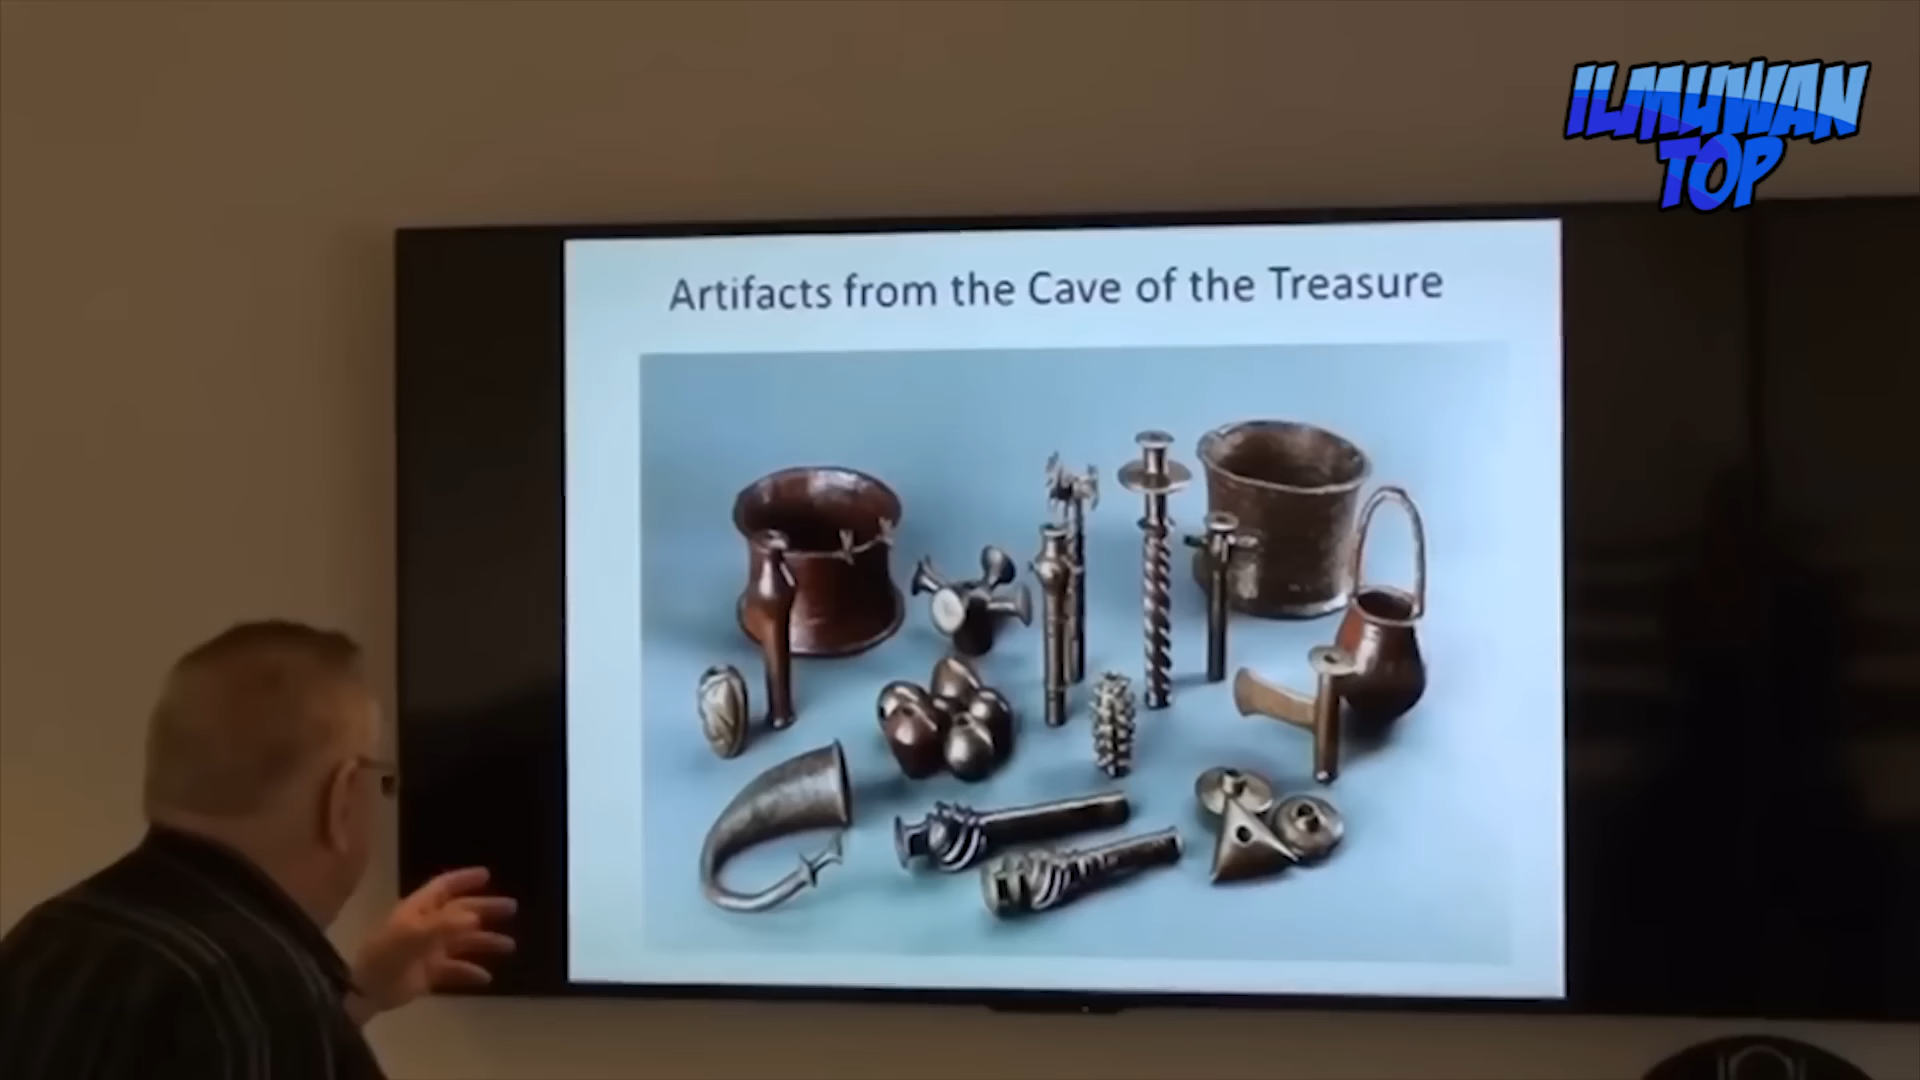 ILMUWAN
TOP
Artifacts from the Cave of the Treasure